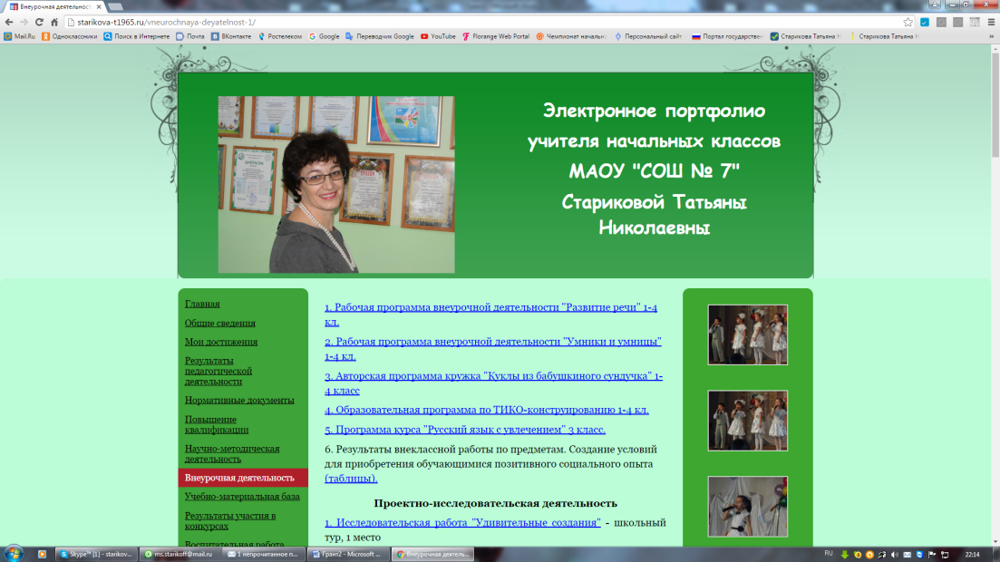 Внеурочная деятельность
starikova-t1965.ru/vneurochnaya-deyatelnost-1/
Mail.Ru Одноклассники Поиск в Интернете Почта ВКонтакте Ростелеком Google Переводчик Google YouTube Florange Web Portal Чемпионат начальн Персональный сайт Портал государствен Старикова Татьяна Н Старикова Татьяна Н »
Электронное портфолио
учителя начальных классов
МАОУ "СОШ № 7"
Стариковой Татьяны
Николаевны
Главная
Общие сведения
Мои достижения
Результаты
педагогической
деятельности
Нормативные документы
Повышение
квалификации
Научно-методическая
деятельность
Внеурочная деятельность
Учебно-материальная база
Результаты участия в
конкурсах
Воспитательная работа
1. Рабочая программа внеурочной деятельности "Развитие речи" 1-4
кл.
2. Рабочая программа внеурочной деятельности "Умники и умницы"
1-4 кл.
3. Авторская программа кружка "Куклы из бабушкиного сундучка" 1-
4 класс
4. Образовательная программа по ТИКО-конструированию 1-4 кл.
5. Программа курса "Русский язык с увлечением" 3 класс.
6. Результаты внеклассной работы по предметам. Создание условий
для приобретения обучающимися позитивного социального опыта
(таблицы).
Проектно-исследовательская деятельность
1. Исследовательская работа "Удивительные создания" - школьный
тур, 1 место
Skype™ [1] - starikov... ms.starikoff@mail.ru 1 непрочитанное п... Грант2 - Microsoft ... Внеурочная деятель... RU 22:14